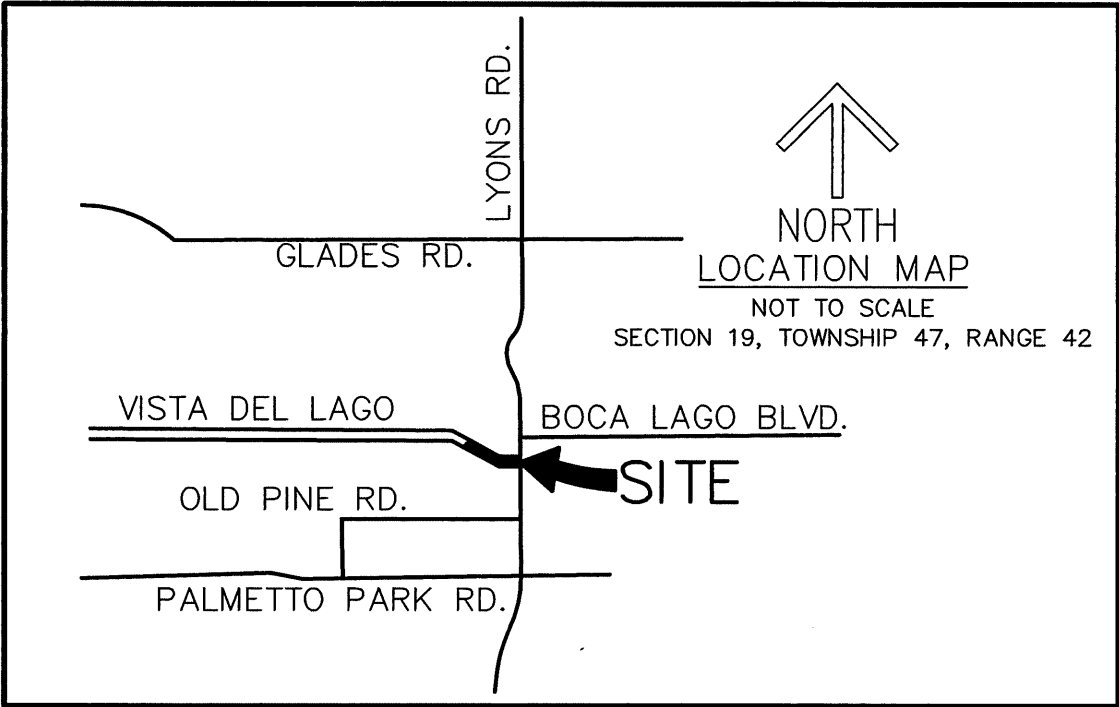 LYONS RD.
GLADES RD.
NORTH
LOCATION MAP
NOT TO SCALE
SECTION 19, TOWNSHIP 47, RANGE 42
VISTA DEL LAGO
BOCA LAGO BLVD.
SITE
OLD PINE RD.
PALMETTO PARK RD.